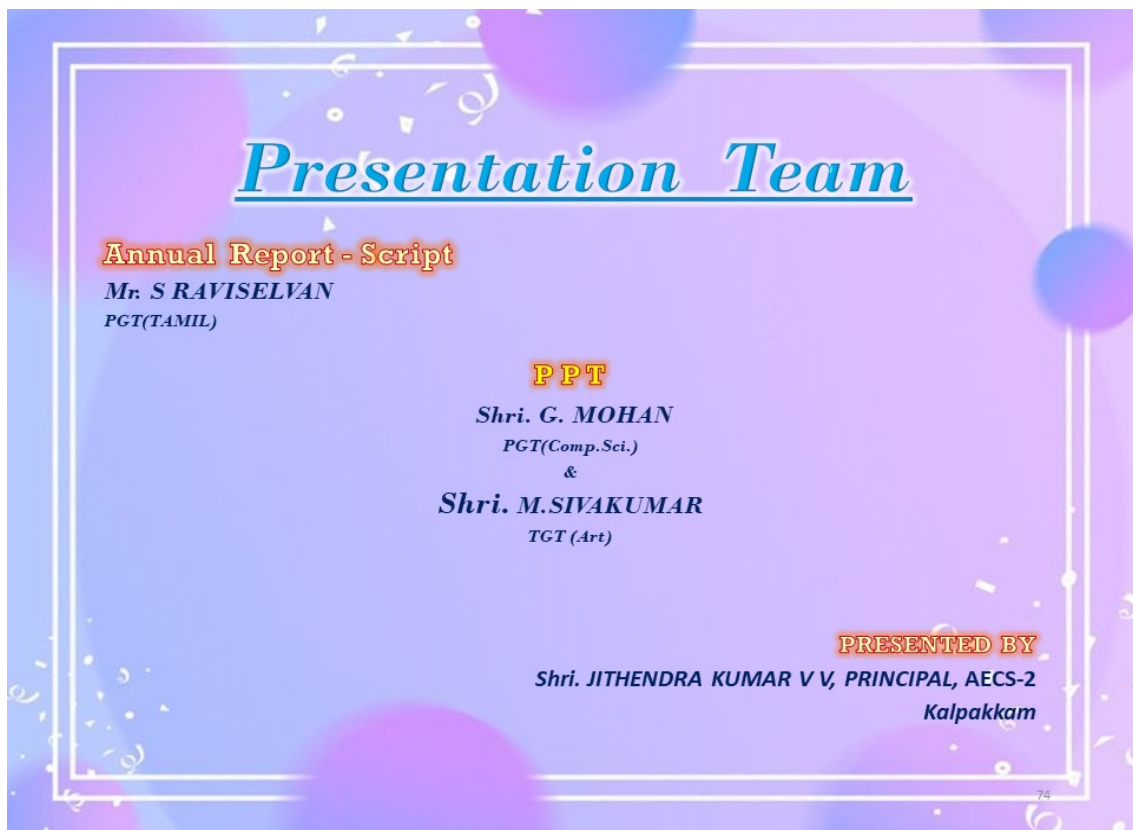 Presentation Team
Annual Report - Script
Mr. S RAVISELVAN
PGT(TAMIL)
PPT
Shri. G. MOHAN
PGT(Comp.Sci.)
&
Shri. M.SIVAKUMAR
TGT (Art)
PRESENTED BY
Shri. JITHENDRA KUMAR V V, PRINCIPAL, AECS-2
Kalpakkam
74